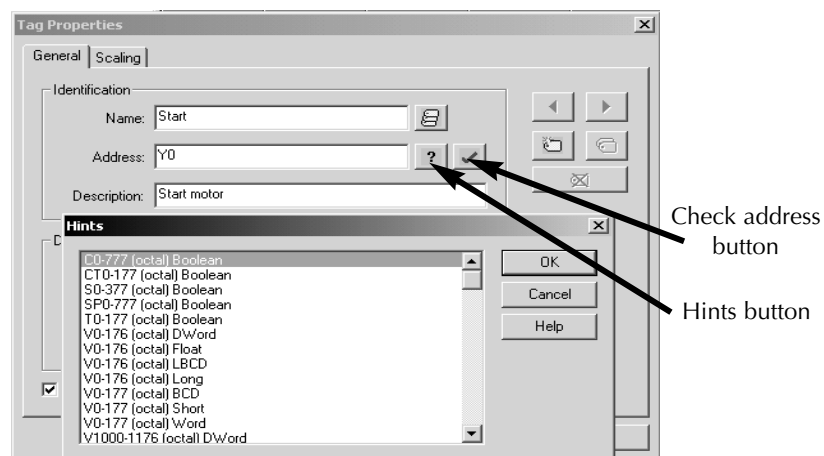 Tag Properties
General Scaling
Identification
Name: Start
Address: Y0 ?
Description: Start motor
Hints
D
C0-777 (octal) Boolean
CT0-177 (octal) Boolean
S0-377 (octal) Boolean
SP0-777 (octal) Boolean
T0-177 (octal) Boolean
V0-176 (octal) DWord
V0-176 (octal) Float
V0-176 (octal) LBCD
V0-176 (octal) Long
V0-177 (octal) BCD
V0-177 (octal) Short
V0-177 (octal) Word
V1000-1176 (octal) DWord
OK
Cancel
Help
Check address
button
Hints button